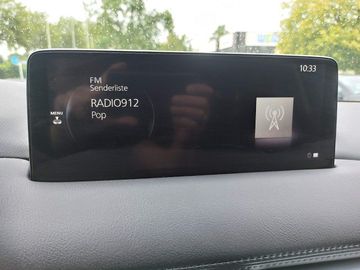 FM
Senderliste
10:33
RADIO912
Pop
MENU